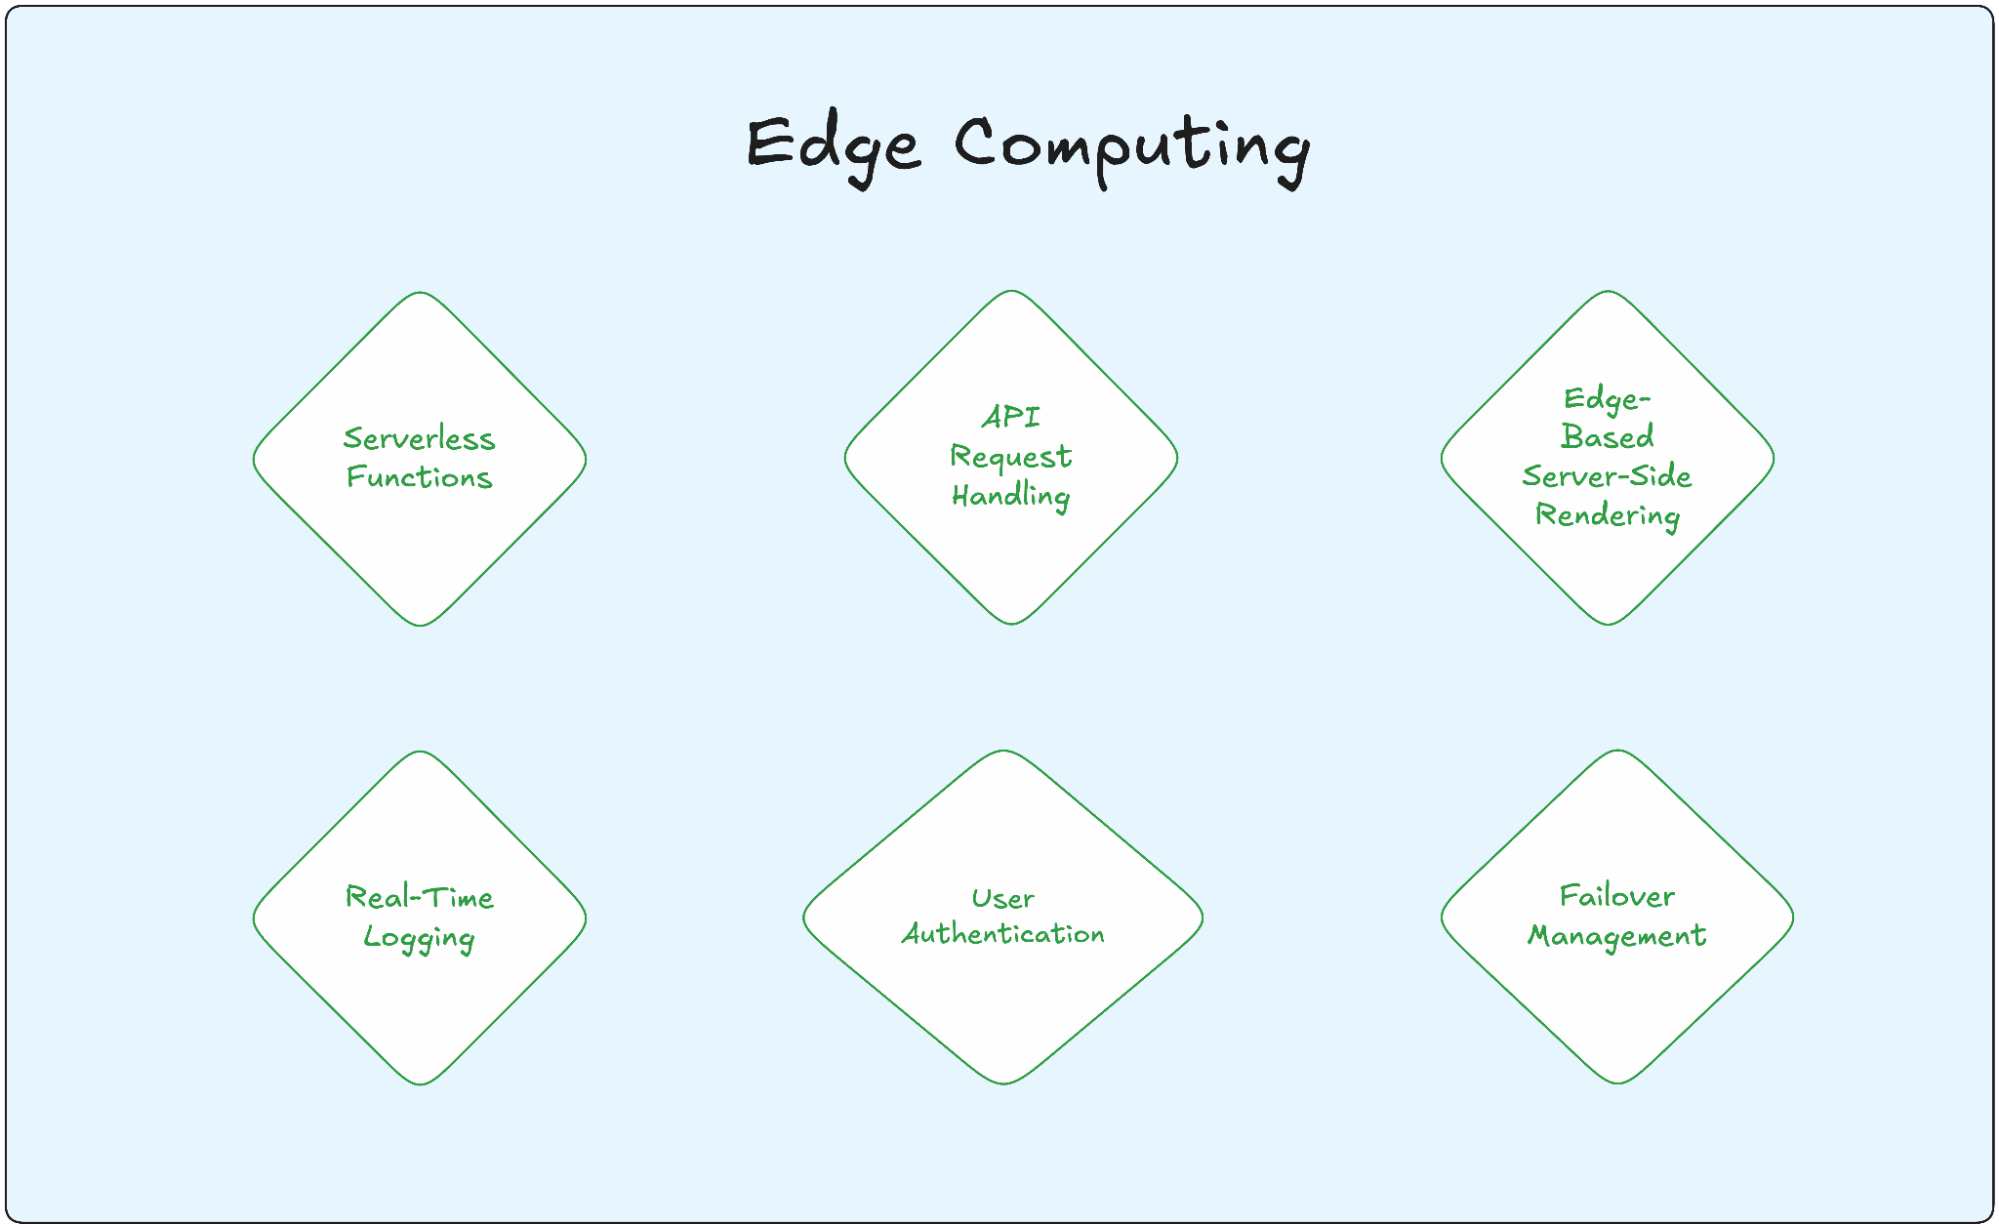 Edge Computing
Serverless
Functions
API
Request
Handling
Edge-
Based
Server-Side
Rendering
Real-Time
Logging
User
Authentication
Failover
Management